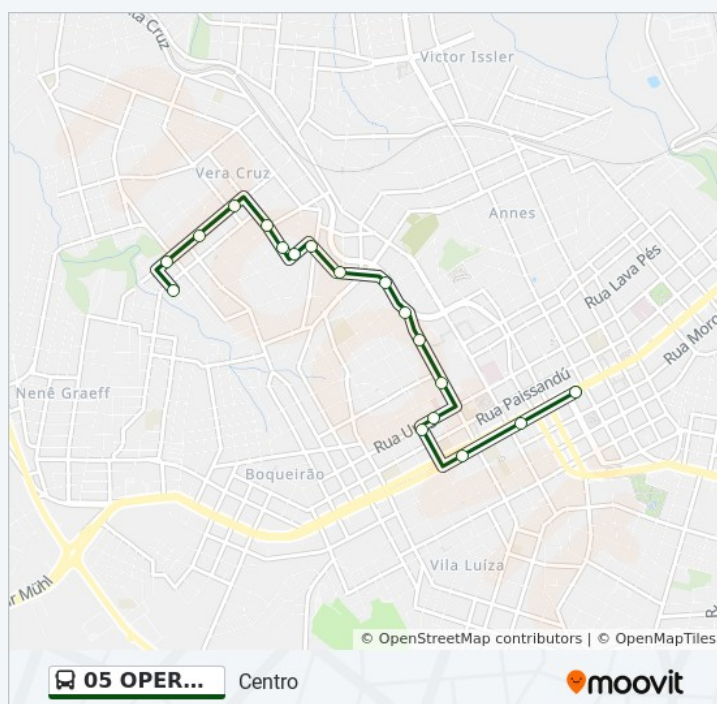 Cruz
Victor Issler
Vera Cruz
Annes
Rua Lava Pés
Rua Moro
Nenê Graeff
Rua Paissandú
Rua U
Boqueirão
Vila Luíza
© OpenStreetMap contributors | © OpenMapTiles
05 OPER...
Centro
moovit